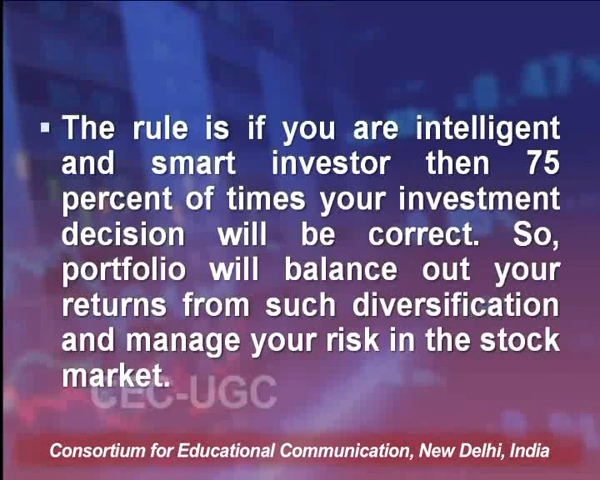 0.47%
▪ The rule is if you are intelligent
and smart investor then 75
percent of times your investment
decision will be correct. So,
portfolio will balance out your
returns from such diversification
and manage your risk in the stock
market.
CEC-UGC
Consortium for Educational Communication, New Delhi, India